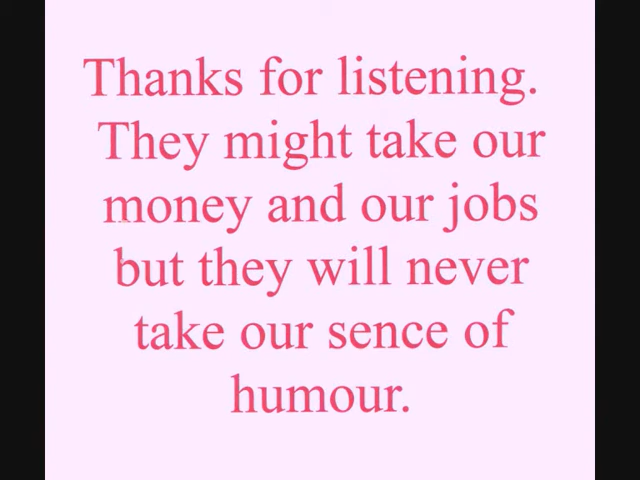 Thanks for listening.
They might take our
money and our jobs
but they will never
take our sence of
humour.